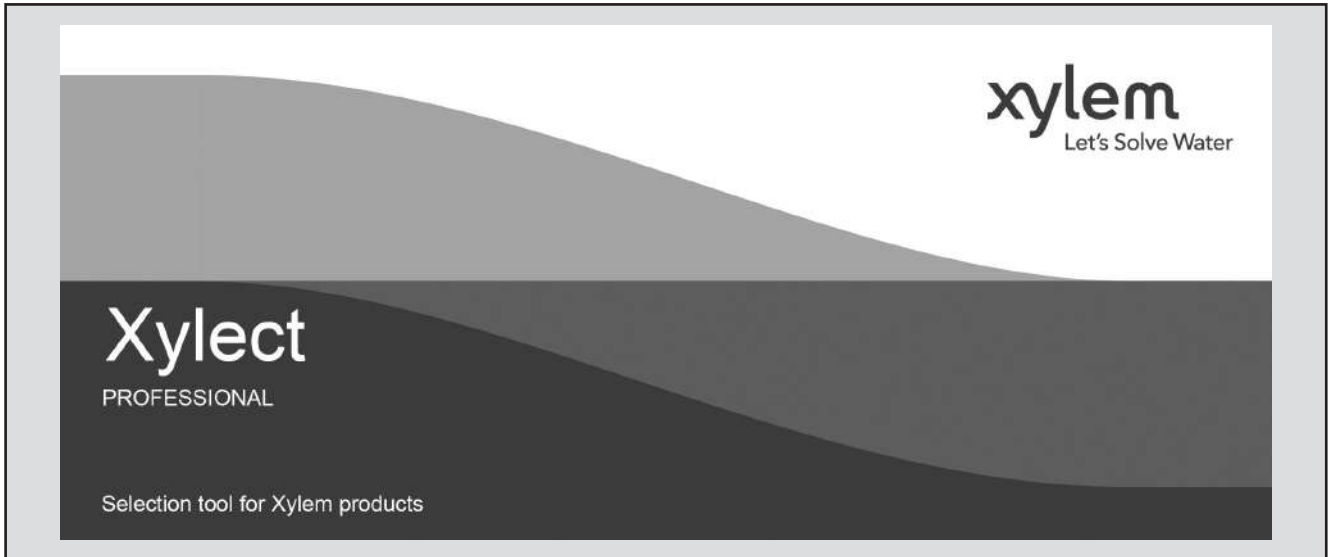 xylem
Let's Solve Water
Xylect
PROFESSIONAL
Selection tool for Xylem products